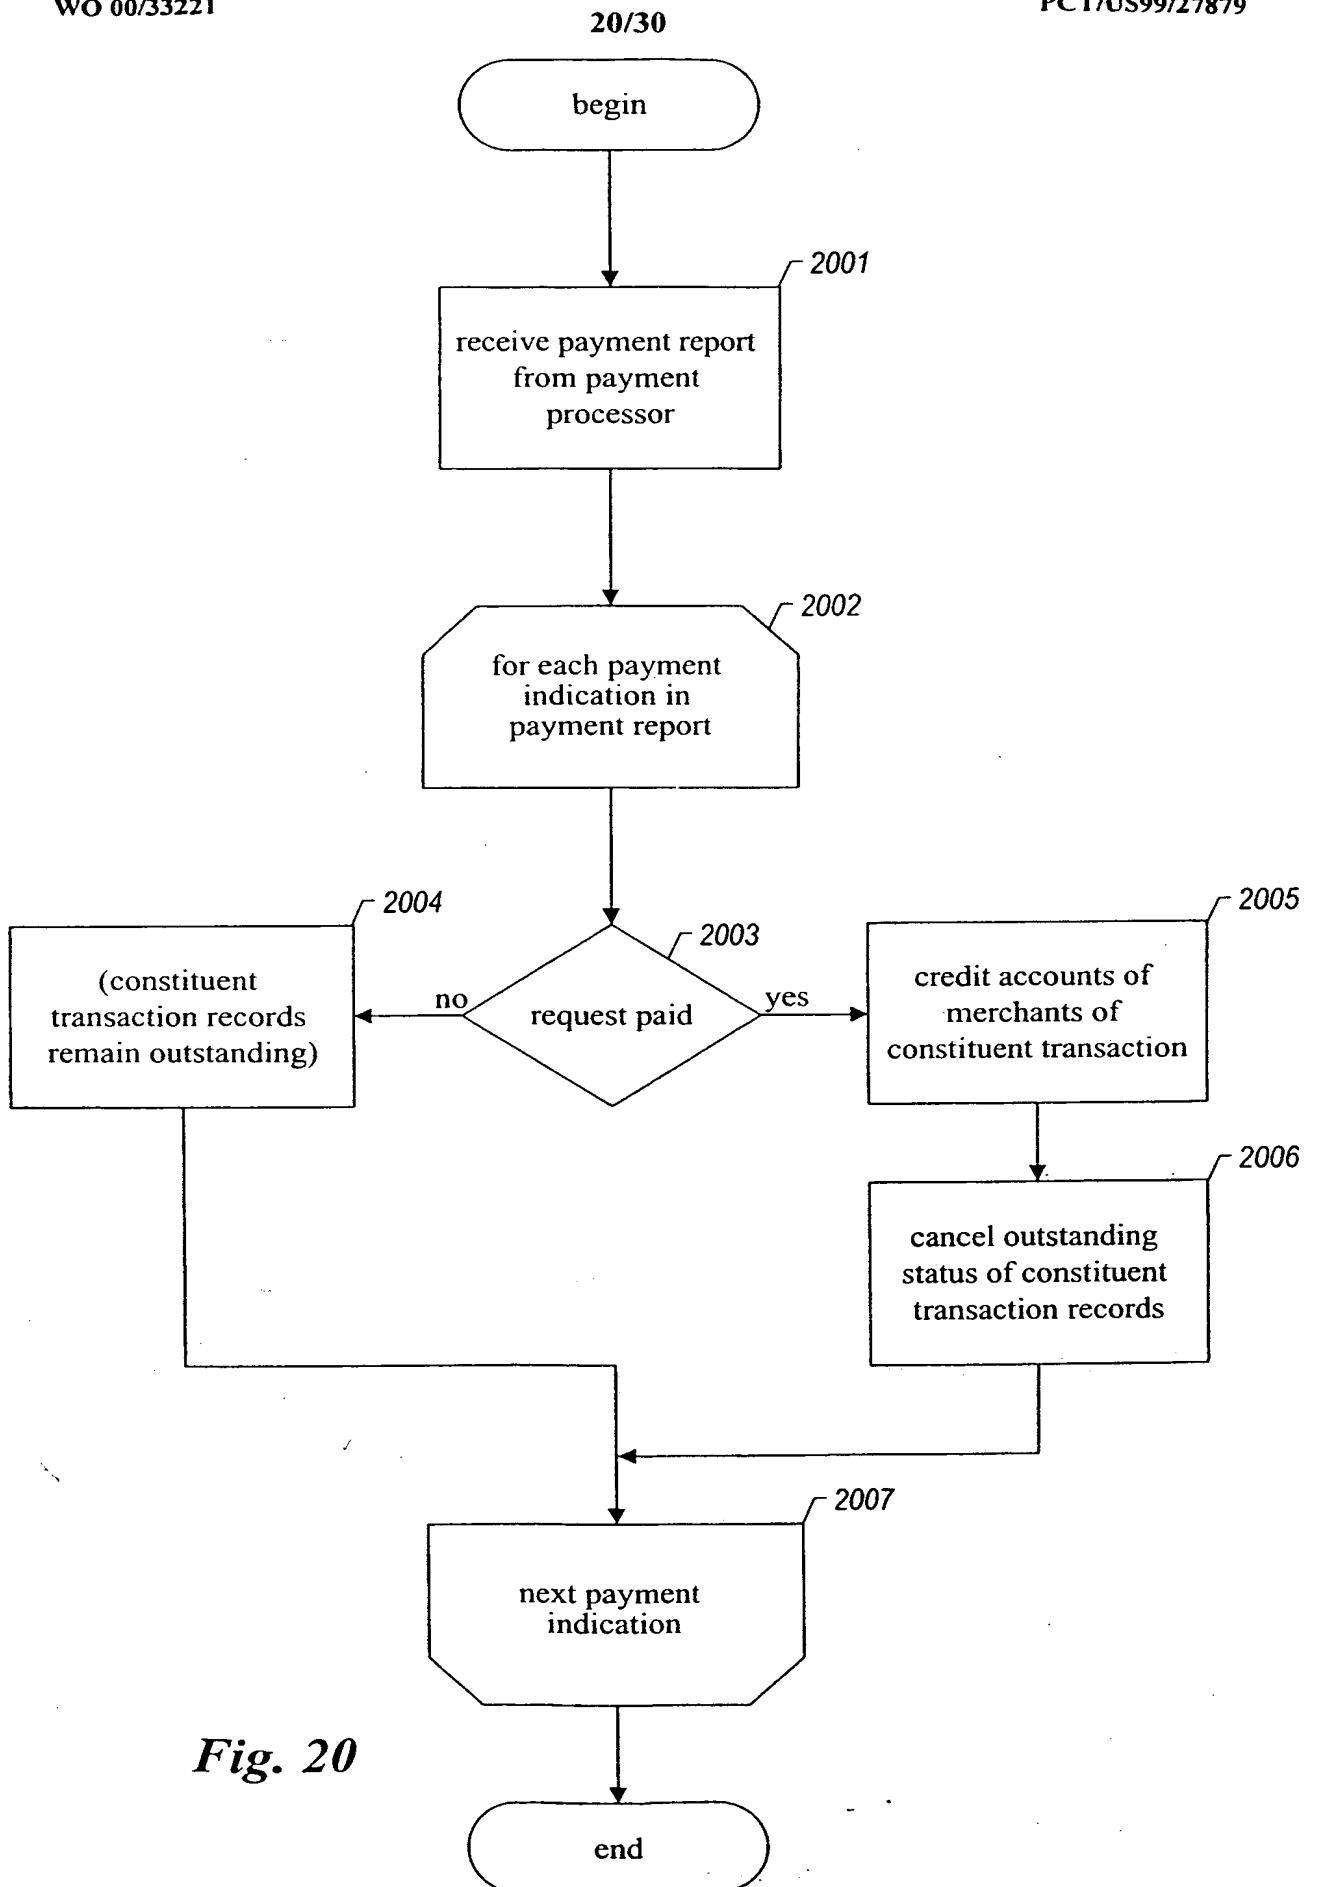 WO 00/33221
PCT/US99/27879
20/30
begin
2001
receive payment report
from payment
processor
2002
for each payment
indication in
payment report
2003
request paid
no
yes
2004
(constituent
transaction records
remain outstanding)
2005
credit accounts of
merchants of
constituent transaction
2006
cancel outstanding
status of constituent
transaction records
2007
next payment
indication
Fig. 20
end